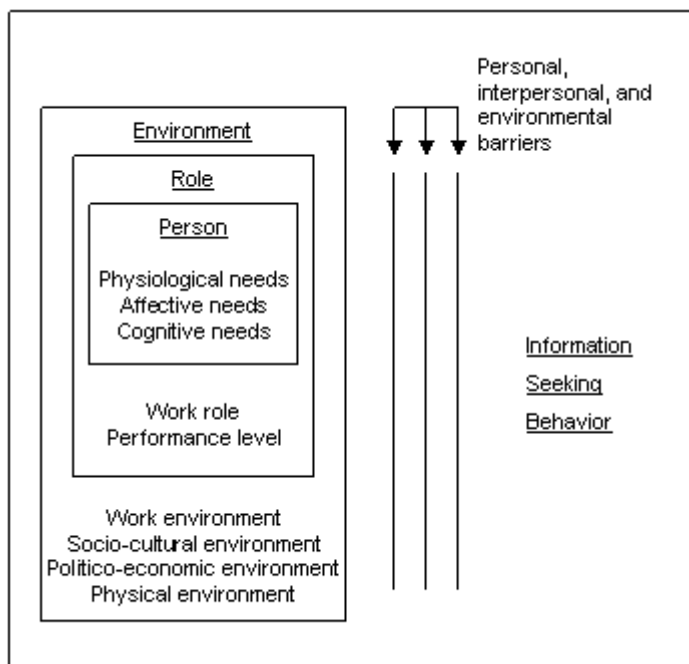 Personal,
interpersonal, and
environmental
barriers
Environment
Role
Person
Physiological needs
Affective needs
Cognitive needs
Work role
Performance level
Work environment
Socio-cultural environment
Politico-economic environment
Physical environment
Information
Seeking
Behavior